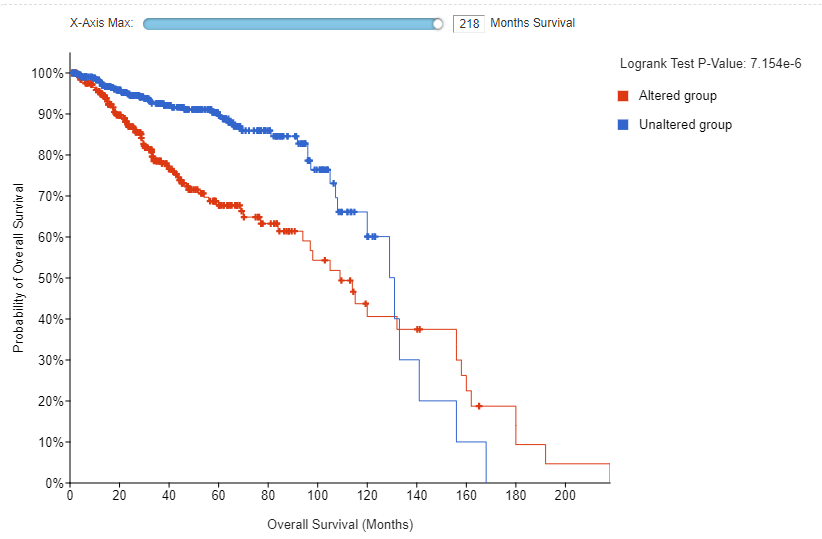 X-Axis Max: 218 Months Survival
Logrank Test P-Value: 7.154e-6
Altered group
Unaltered group
Probability of Overall Survival
100%
90%
80%
70%
60%
50%
40%
30%
20%
10%
0%
0 20 40 60 80 100 120 140 160 180 200
Overall Survival (Months)